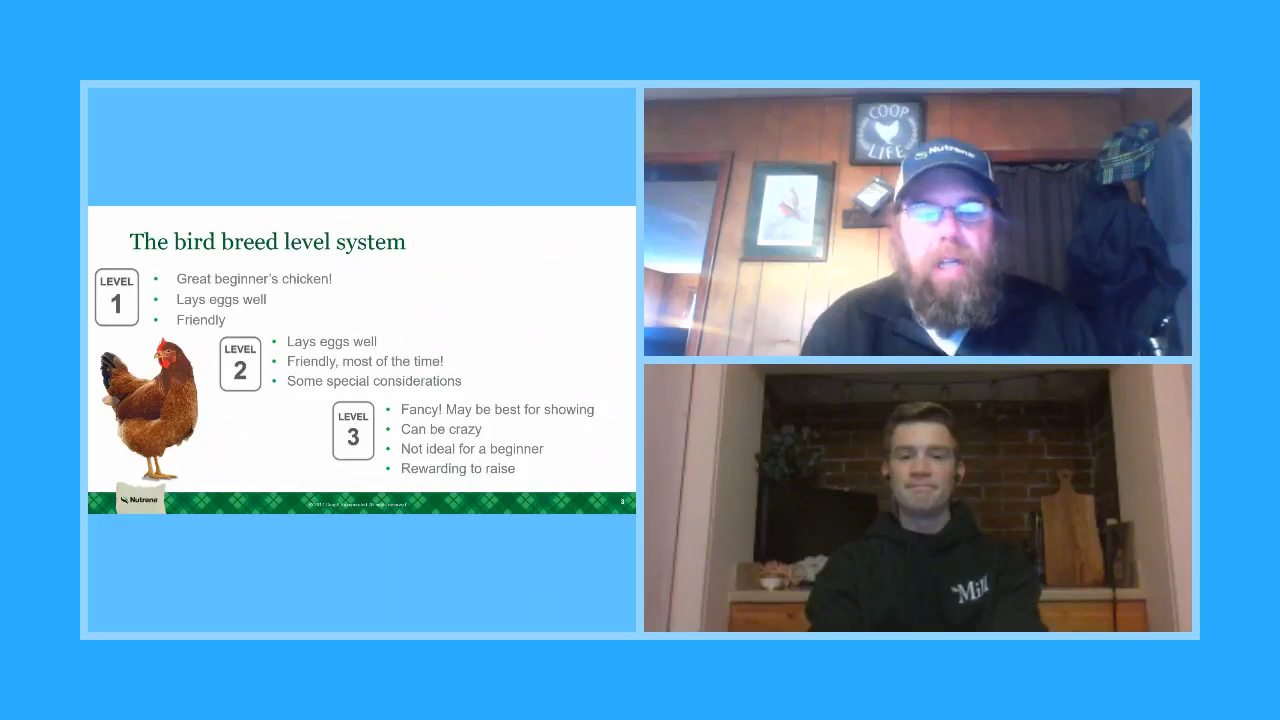 The bird breed level system
LEVEL
1
• Great beginner's chicken!
• Lays eggs well
• Friendly
LEVEL
2
• Lays eggs well
• Friendly, most of the time!
• Some special considerations
LEVEL
3
• Fancy! May be best for showing
• Can be crazy
• Not ideal for a beginner
• Rewarding to raise
Nutrena
3
COOP
LIFE
Nutrena
Mill